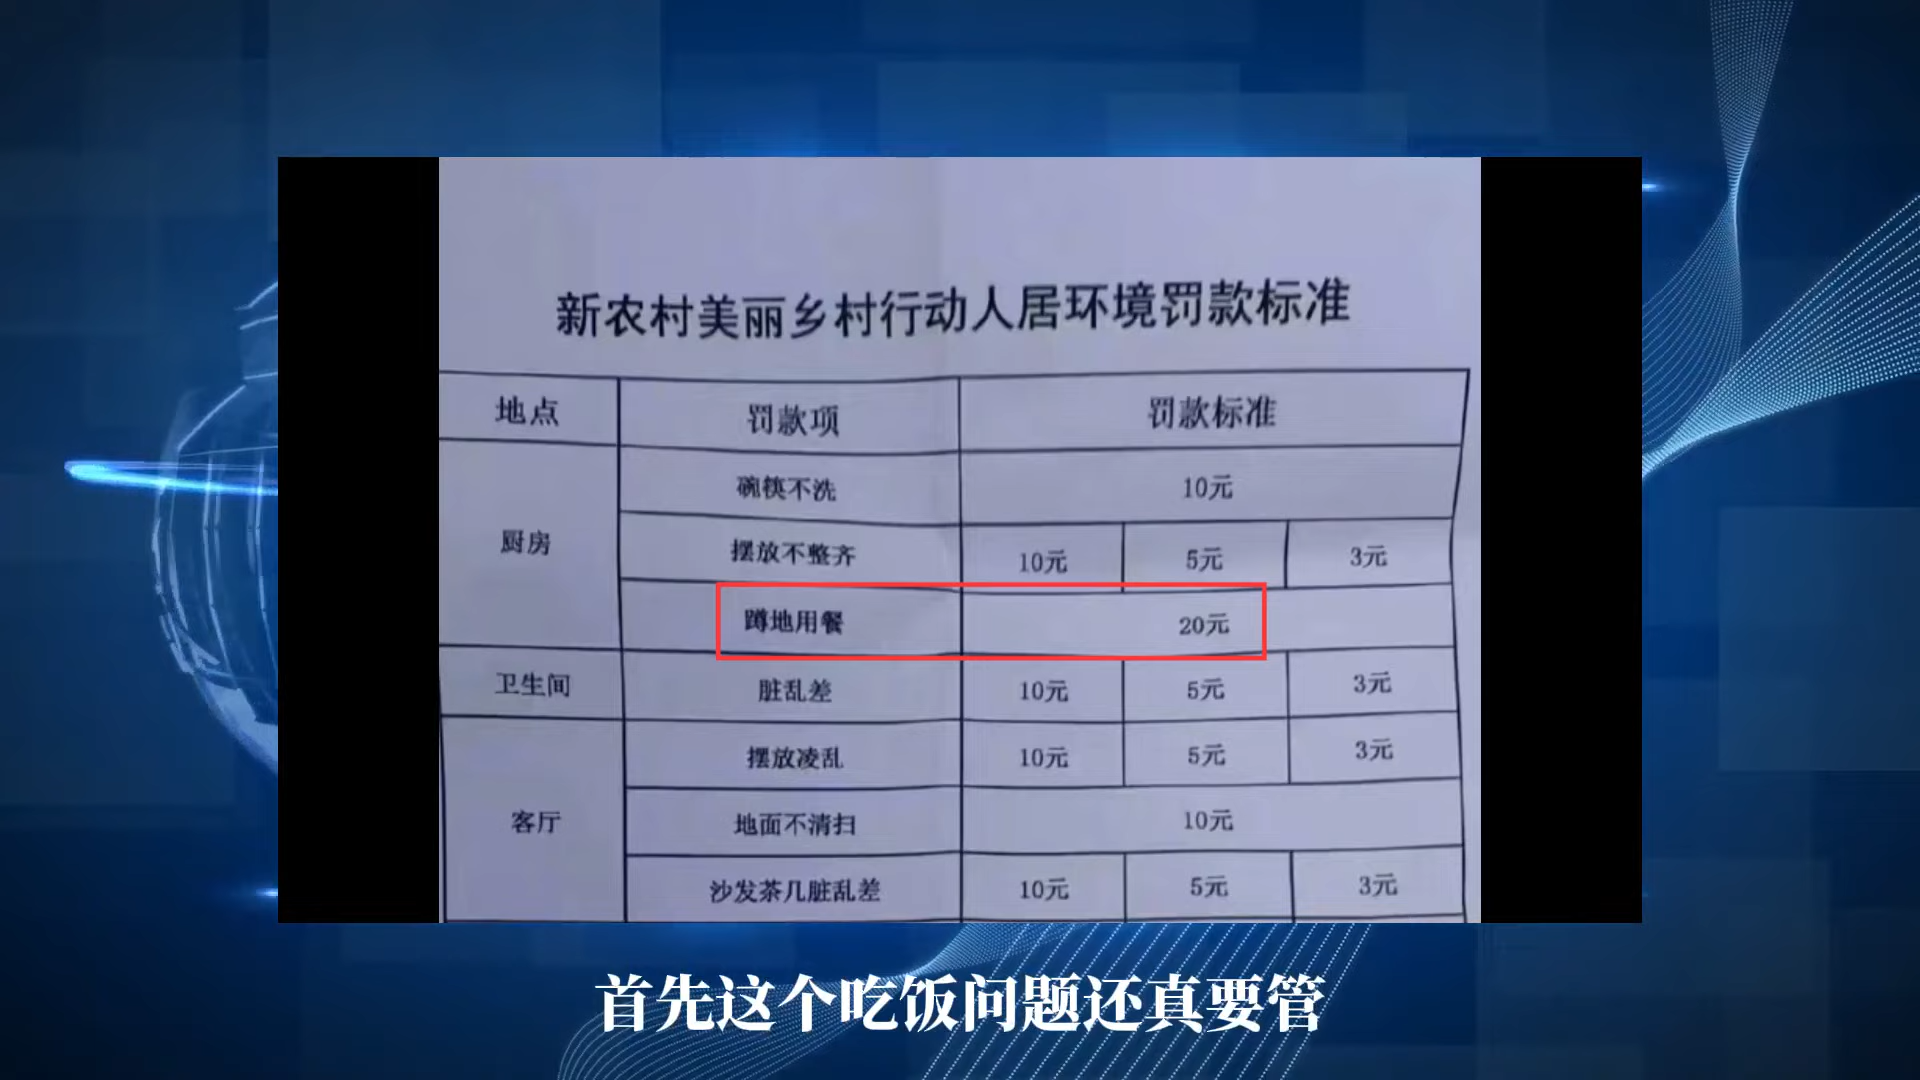 新农村美丽乡村行动人居环境罚款标准
地点 罚款项 罚款标准
厨房 碗筷不洗 10元
摆放不整齐 10元 5元 3元
蹲地用餐 20元
卫生间 脏乱差 10元 5元 3元
客厅 摆放凌乱 10元 5元 3元
地面不清扫 10元
沙发茶几脏乱差 10元 5元 3元
首先这个吃饭问题还真要管